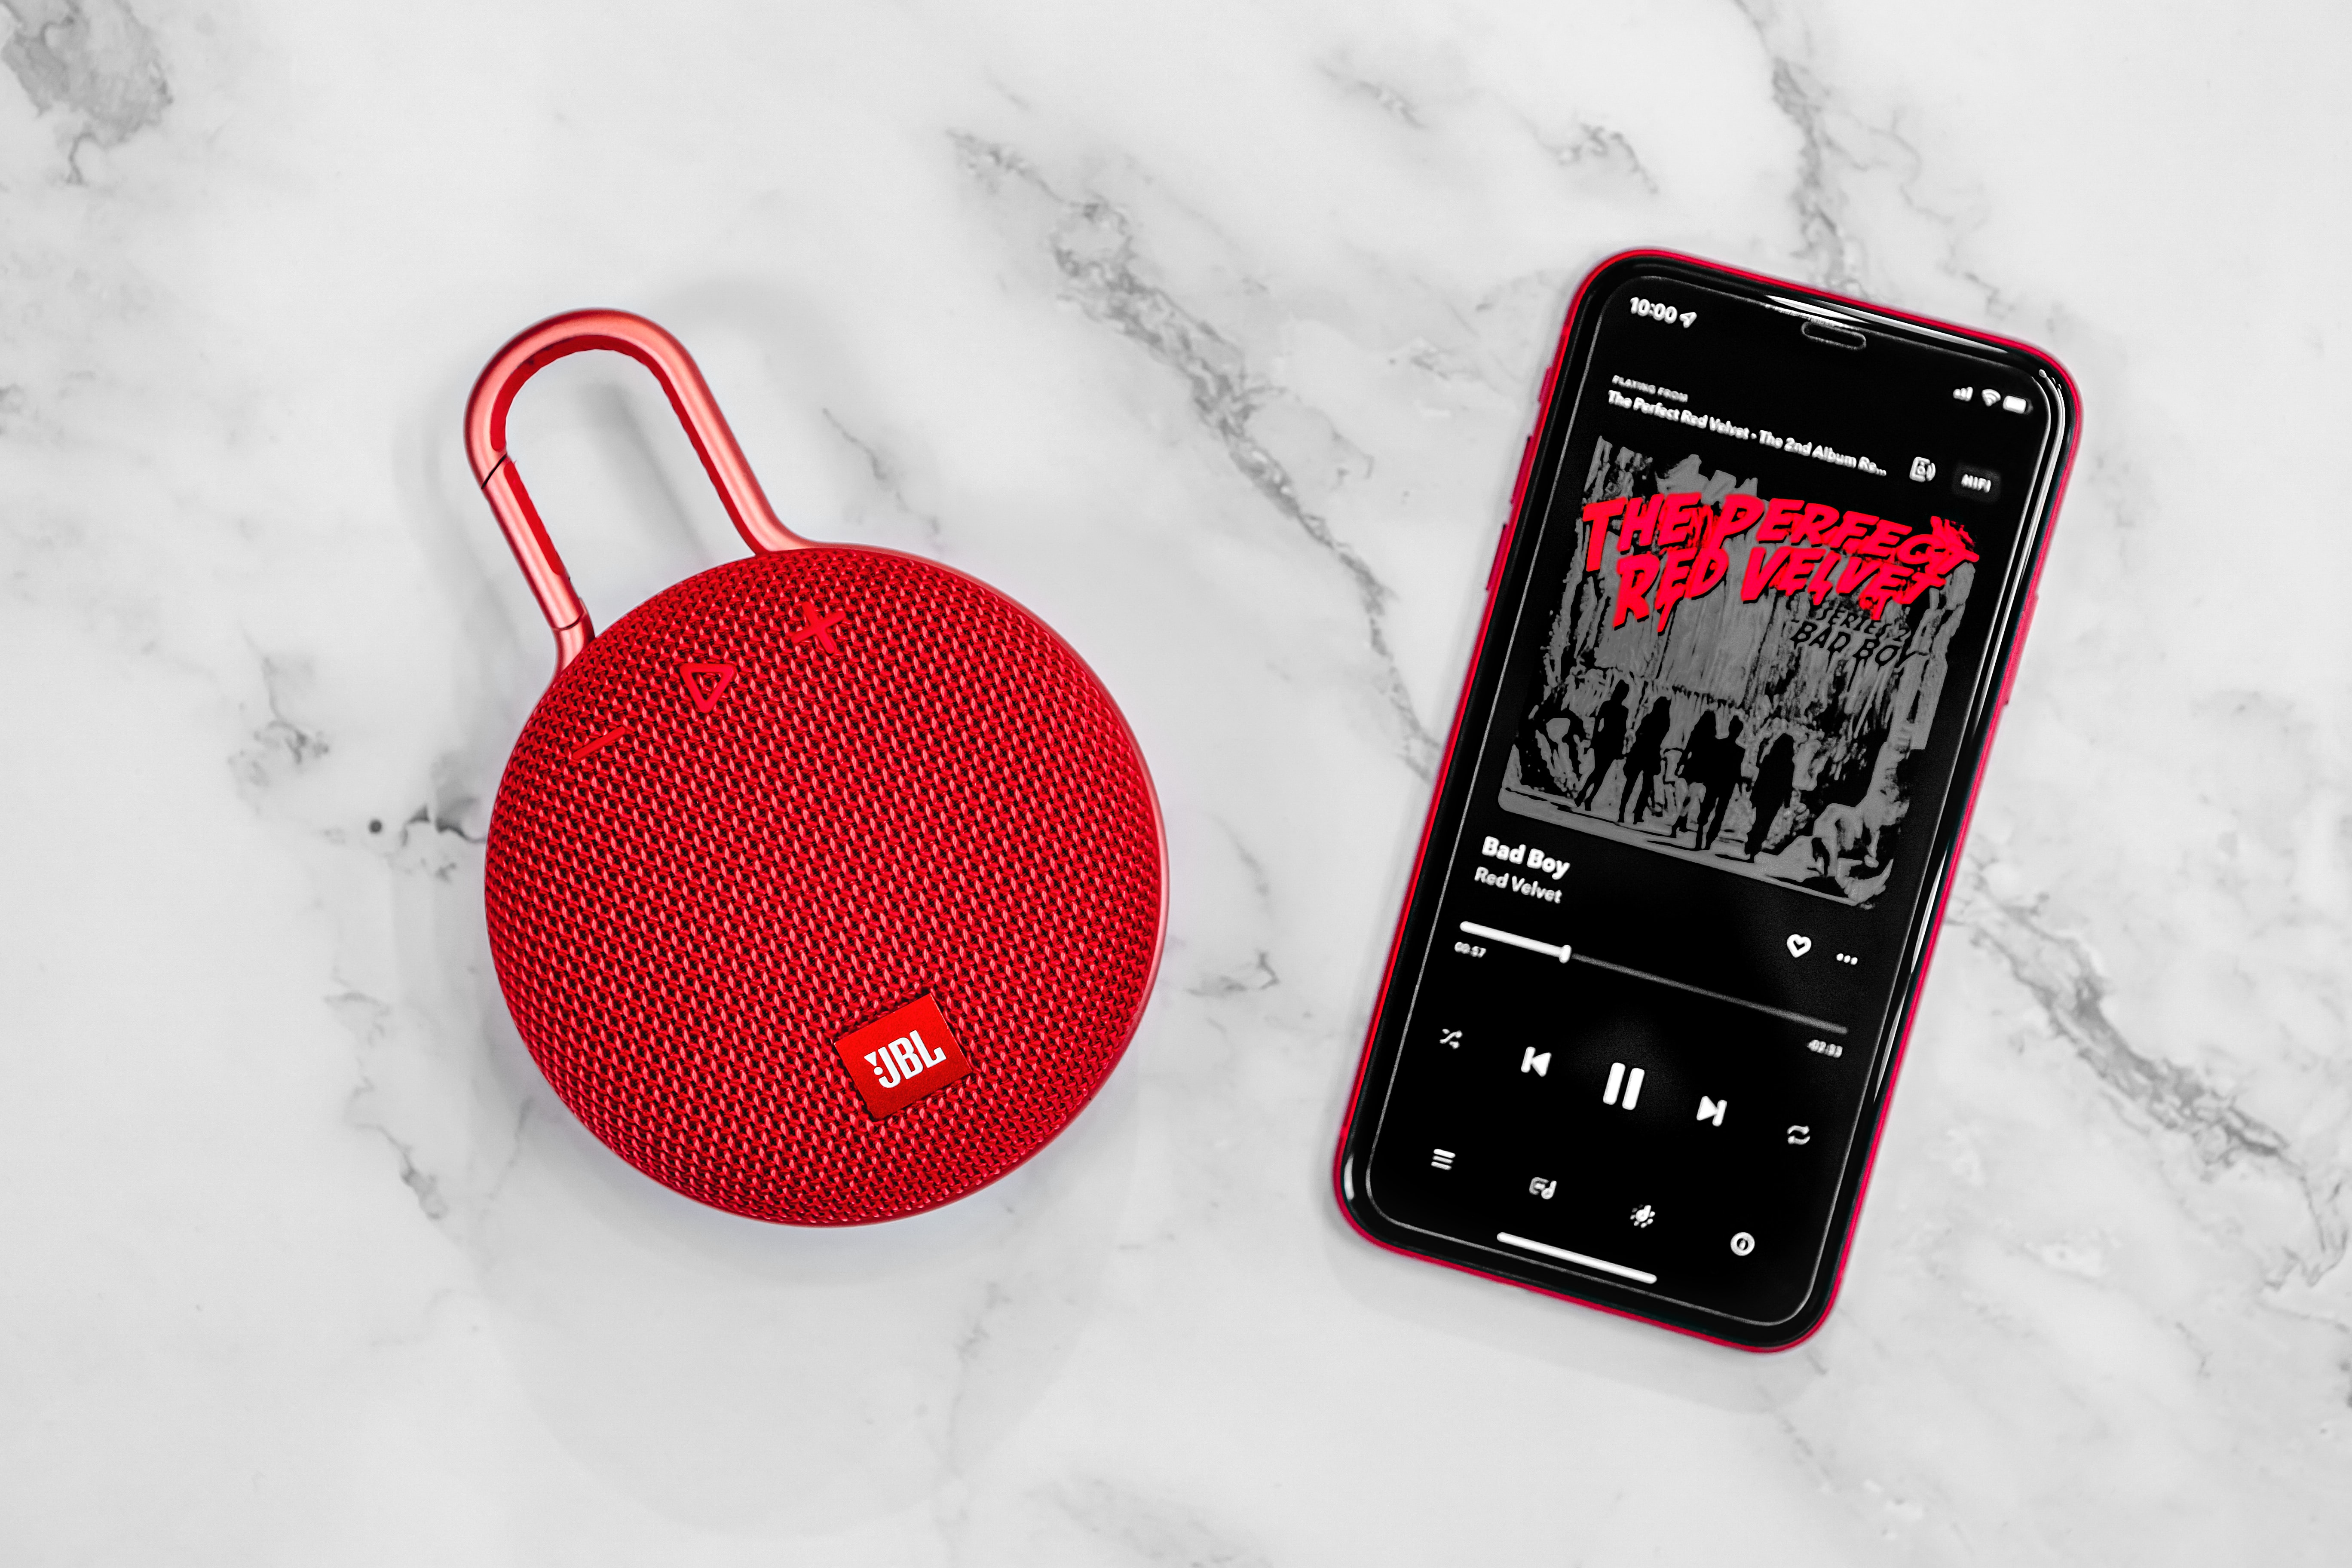 JBL
10:00
PLAYING FROM
The Perfect Red Velvet - The 2nd Album Re...
HIFI
THE PERFECT
RED VELVET
BAD BOY
Bad Boy
Red Velvet
00:57
-02:33